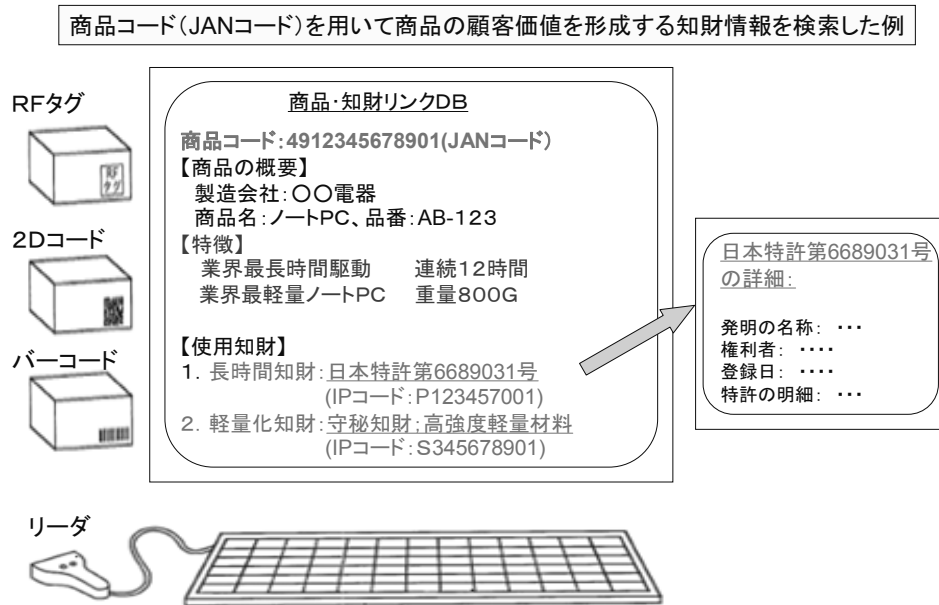 商品コード(JANコード)を用いて商品の顧客価値を形成する知財情報を検索した例
RFタグ
RF
タグ
2Dコード
バーコード
リーダ
商品・知財リンクDB
商品コード:4912345678901(JANコード)
【商品の概要】
製造会社:〇〇電器
商品名:ノートPC、品番:AB-123
【特徴】
業界最長時間駆動 連続12時間
業界最軽量ノートPC 重量800G
【使用知財】
1. 長時間知財:日本特許第6689031号
(IPコード:P123457001)
2. 軽量化知財:守秘知財:高強度軽量材料
(IPコード:S345678901)
日本特許第6689031号
の詳細:
発明の名称: ・・・
権利者: ・・・・
登録日: ・・・・
特許の明細: ・・・